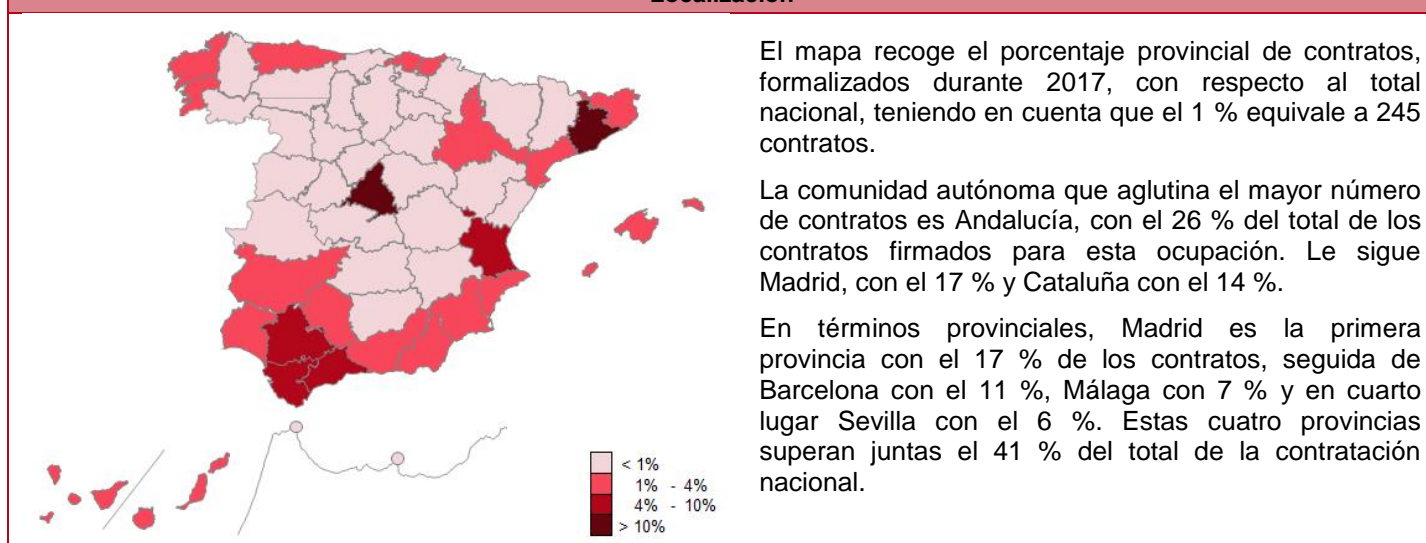 Localización
El mapa recoge el porcentaje provincial de contratos,
formalizados durante 2017, con respecto al total
nacional, teniendo en cuenta que el 1 % equivale a 245
contratos.
La comunidad autónoma que aglutina el mayor número
de contratos es Andalucía, con el 26 % del total de los
contratos firmados para esta ocupación. Le sigue
Madrid, con el 17 % y Cataluña con el 14 %.
En términos provinciales, Madrid es la primera
provincia con el 17 % de los contratos, seguida de
Barcelona con el 11 %, Málaga con 7 % y en cuarto
lugar Sevilla con el 6 %. Estas cuatro provincias
superan juntas el 41 % del total de la contratación
nacional.
< 1%
1% - 4%
4% - 10%
> 10%